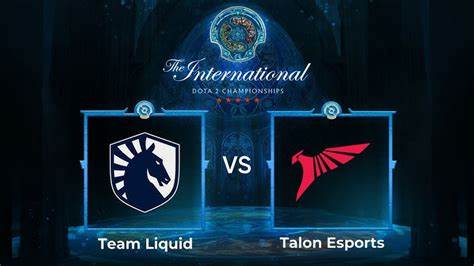 The International
DOTA 2 CHAMPIONSHIPS
VS
Team Liquid
Talon Esports